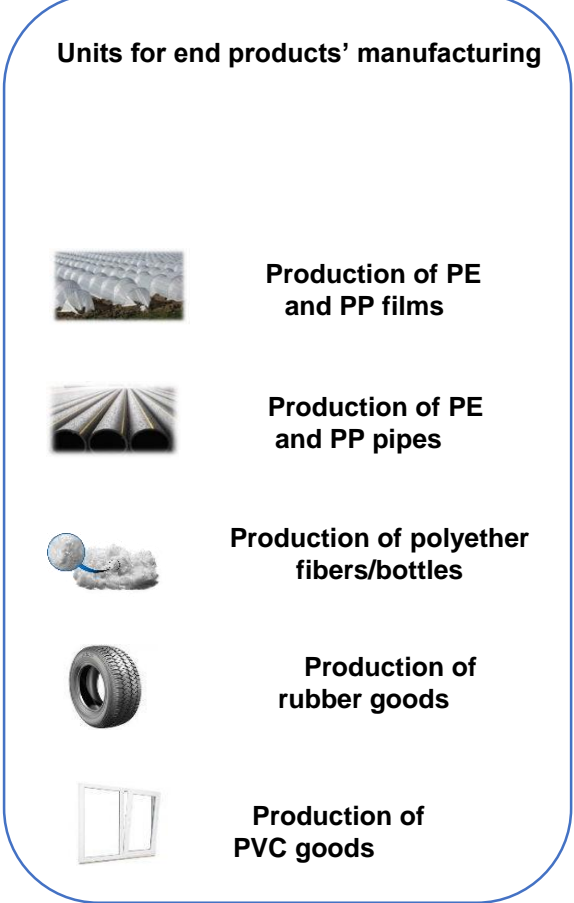 Units for end products’ manufacturing
Production of PE
and PP films
Production of PE
and PP pipes
Production of polyether
fibers/bottles
Production of
rubber goods
Production of
PVC goods